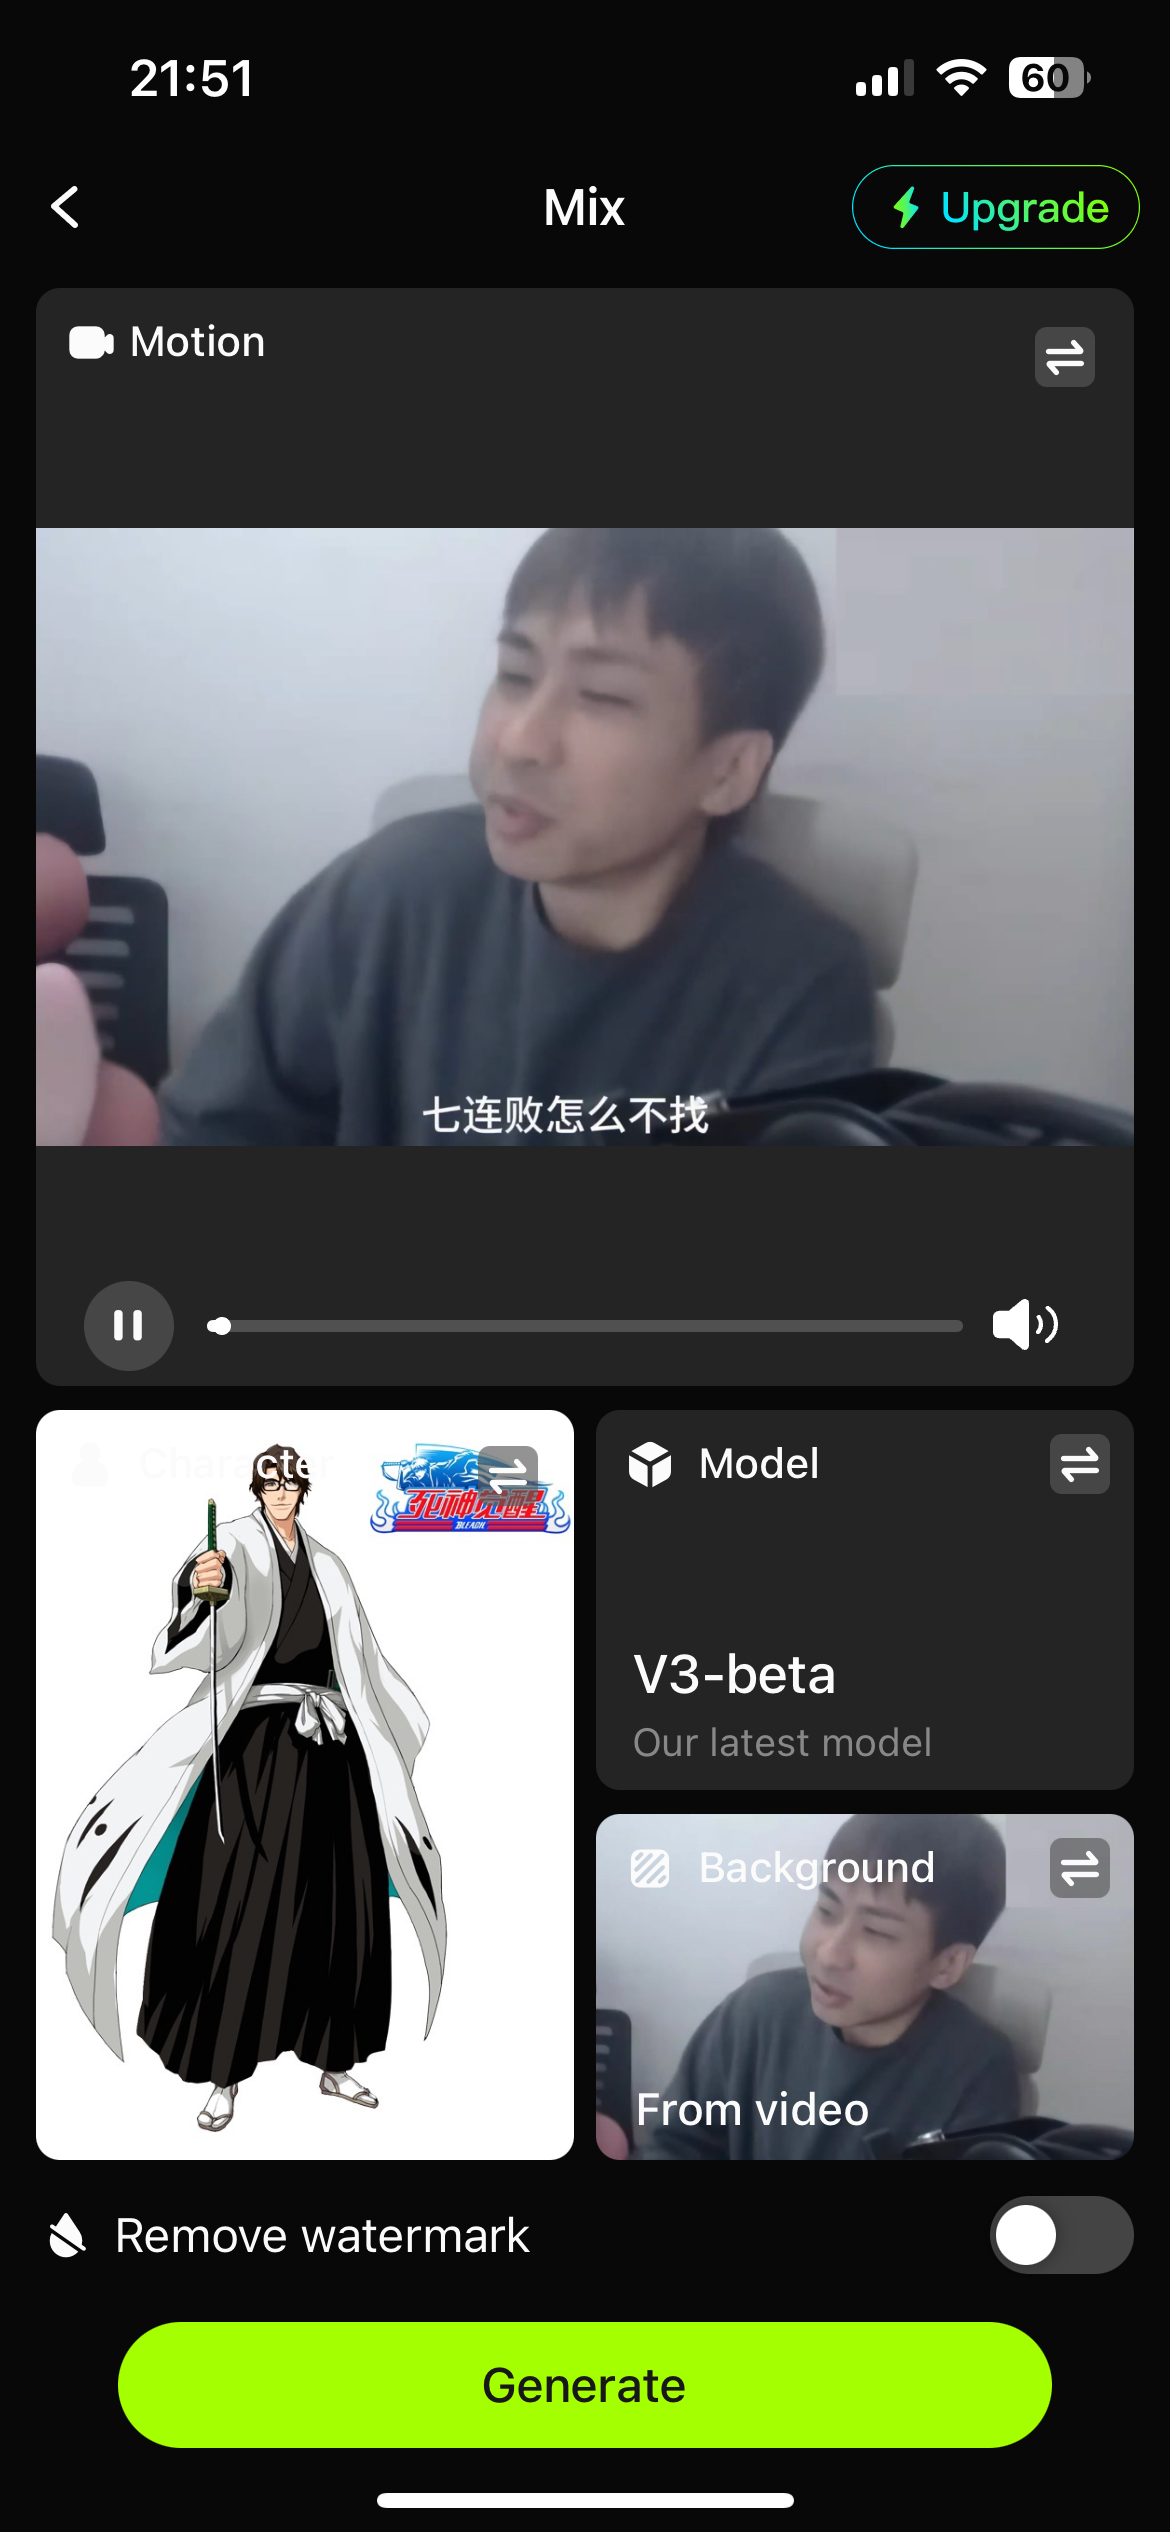 21:51
60
Mix
Upgrade
Motion
七连败怎么不找
Character
死神觉醒
BLEACH
Model
V3-beta
Our latest model
Background
From video
Remove watermark
Generate